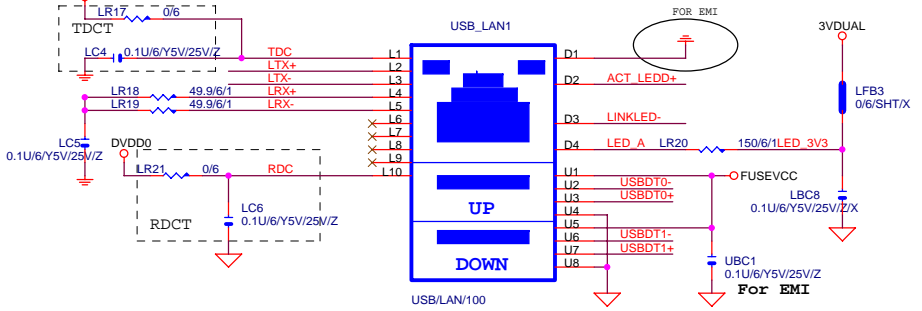 LR17 0/6
TDCT
LC4 0.1U/6/Y5V/25V/Z TDC
LTX+
LTX-
LR18 49.9/6/1 LRX+
LR19 49.9/6/1 LRX-
LC5
0.1U/6/Y5V/25V/Z
DVDD0
LR21 0/6 RDC
LC6
0.1U/6/Y5V/25V/Z
RDCT
USB_LAN1
L1
L2
L3
L4
L5
L6
L7
L8
L9
L10
UP
DOWN
USB/LAN/100
D1
D2
D3
D4
U1
U2
U3
U4
U5
U6
U7
U8
FOR EMI
ACT_LEDD+
LINKLED-
LED_A LR20 150/6/1 LED_3V3
FUSEVCC
USBDT0-
USBDT0+
USBDT1-
USBDT1+
3VDUAL
LFB3
0/6/SHT/X
LBC8
0.1U/6/Y5V/25V/Z/X
UBC1
0.1U/6/Y5V/25V/Z
For EMI